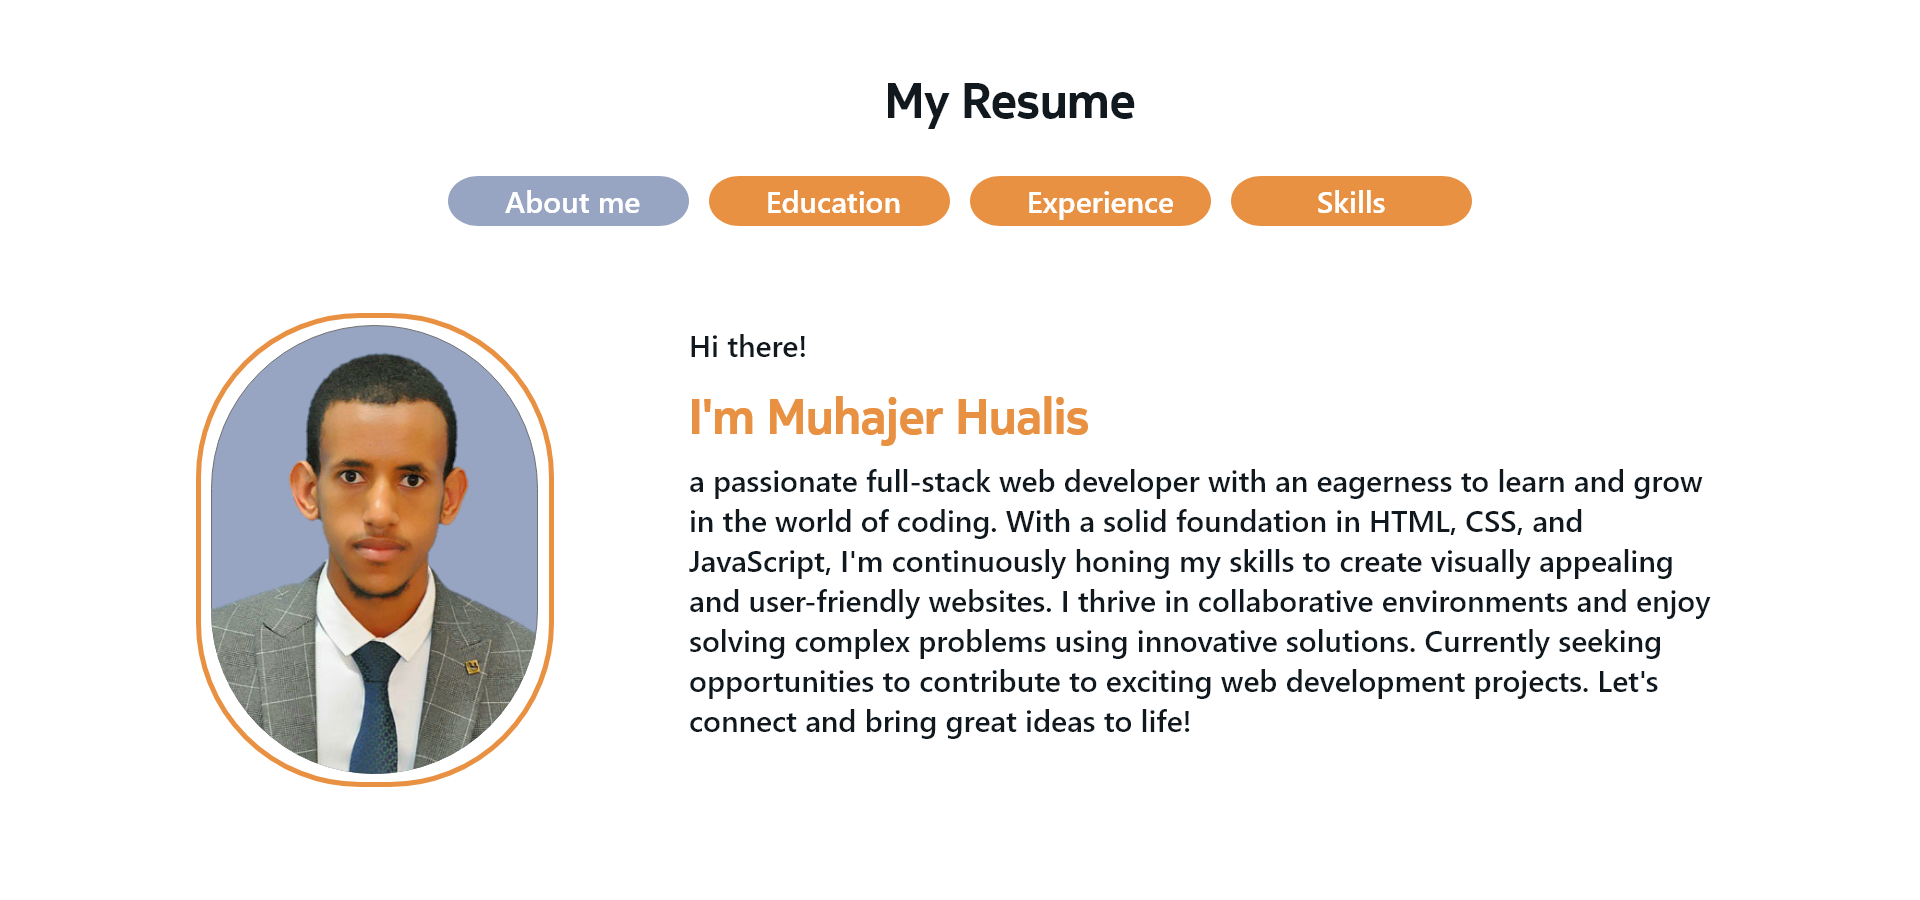 My Resume
About me
Education
Experience
Skills
Hi there!
I'm Muhajer Hualis
a passionate full-stack web developer with an eagerness to learn and grow
in the world of coding. With a solid foundation in HTML, CSS, and
JavaScript, I'm continuously honing my skills to create visually appealing
and user-friendly websites. I thrive in collaborative environments and enjoy
solving complex problems using innovative solutions. Currently seeking
opportunities to contribute to exciting web development projects. Let's
connect and bring great ideas to life!